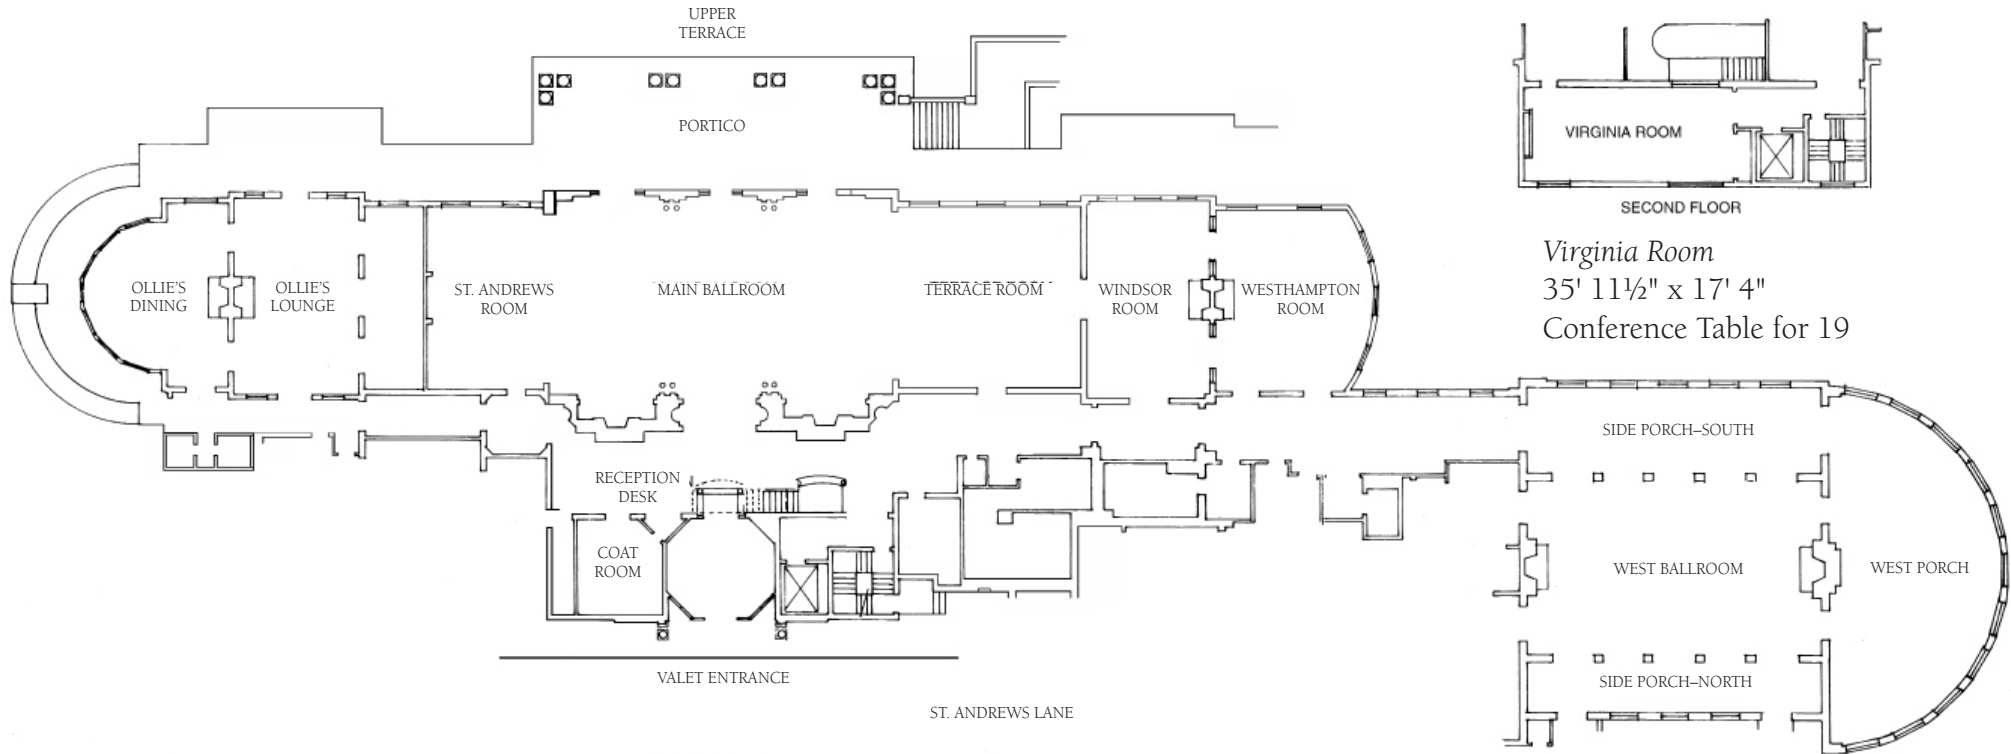 UPPER
TERRACE
PORTICO
VIRGINIA ROOM
SECOND FLOOR
Virginia Room
35' 11½" x 17' 4"
Conference Table for 19
OLLIE'S
DINING
OLLIE'S
LOUNGE
ST. ANDREWS
ROOM
MAIN BALLROOM
TERRACE ROOM
WINDSOR
ROOM
WESTHAMPTON
ROOM
SIDE PORCH–SOUTH
RECEPTION
DESK
COAT
ROOM
WEST BALLROOM
WEST PORCH
SIDE PORCH–NORTH
VALET ENTRANCE
ST. ANDREWS LANE